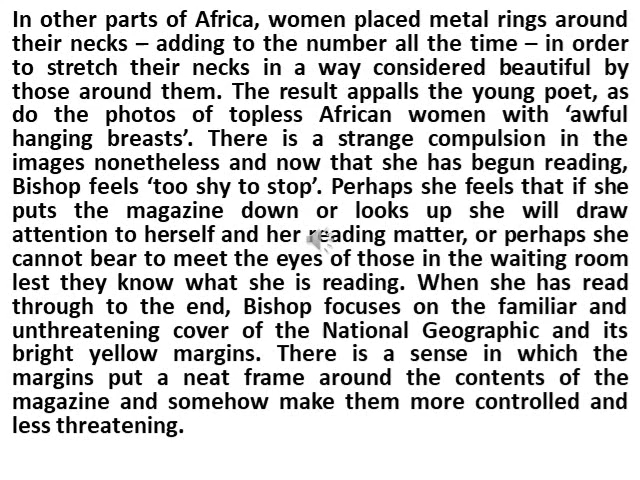 In other parts of Africa, women placed metal rings around
their necks – adding to the number all the time – in order
to stretch their necks in a way considered beautiful by
those around them. The result appalls the young poet, as
do the photos of topless African women with ‘awful
hanging breasts’. There is a strange compulsion in the
images nonetheless and now that she has begun reading,
Bishop feels ‘too shy to stop’. Perhaps she feels that if she
puts the magazine down or looks up she will draw
attention to herself and her reading matter, or perhaps she
cannot bear to meet the eyes of those in the waiting room
lest they know what she is reading. When she has read
through to the end, Bishop focuses on the familiar and
unthreatening cover of the National Geographic and its
bright yellow margins. There is a sense in which the
margins put a neat frame around the contents of the
magazine and somehow make them more controlled and
less threatening.